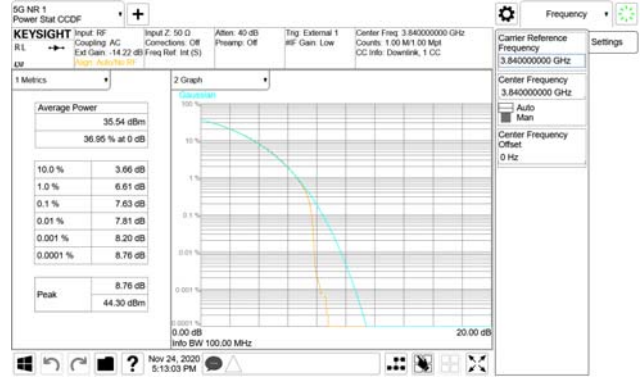 5G NR 1
Power Stat CCDF
Frequency
KEYSIGHT
Input: RF
Coupling: AC
Ext Gain: -14.22 dB
Align: Auto/No RF
Input Z: 50 Ω
Corrections: Off
Freq Ref: Int (S)
Atten: 40 dB
Preamp: Off
Trig: External 1
#IF Gain: Low
Center Freq: 3.840000000 GHz
Counts: 1.00 M/1.00 Mpt
CC Info: Downlink, 1 CC
RL
Carrier Reference
Frequency
3.840000000 GHz
Settings
Center Frequency
3.840000000 GHz
Auto
Man
Center Frequency
Offset
0 Hz
1 Metrics
Average Power
35.54 dBm
36.95 % at 0 dB
10.0 % 3.66 dB
1.0 % 6.61 dB
0.1 % 7.63 dB
0.01 % 7.81 dB
0.001 % 8.20 dB
0.0001 % 8.76 dB
Peak
8.76 dB
44.30 dBm
2 Graph
Gaussian
100 %
10 %
1 %
0.1 %
0.01 %
0.001 %
0.0001 %
0.00 dB
20.00 dB
Info BW 100.00 MHz
?
Nov 24, 2020
5:13:03 PM